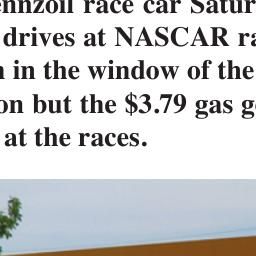 ennzoil race car Satur
drives at NASCAR ra
in the window of the
on but the $3.79 gas g
at the races.